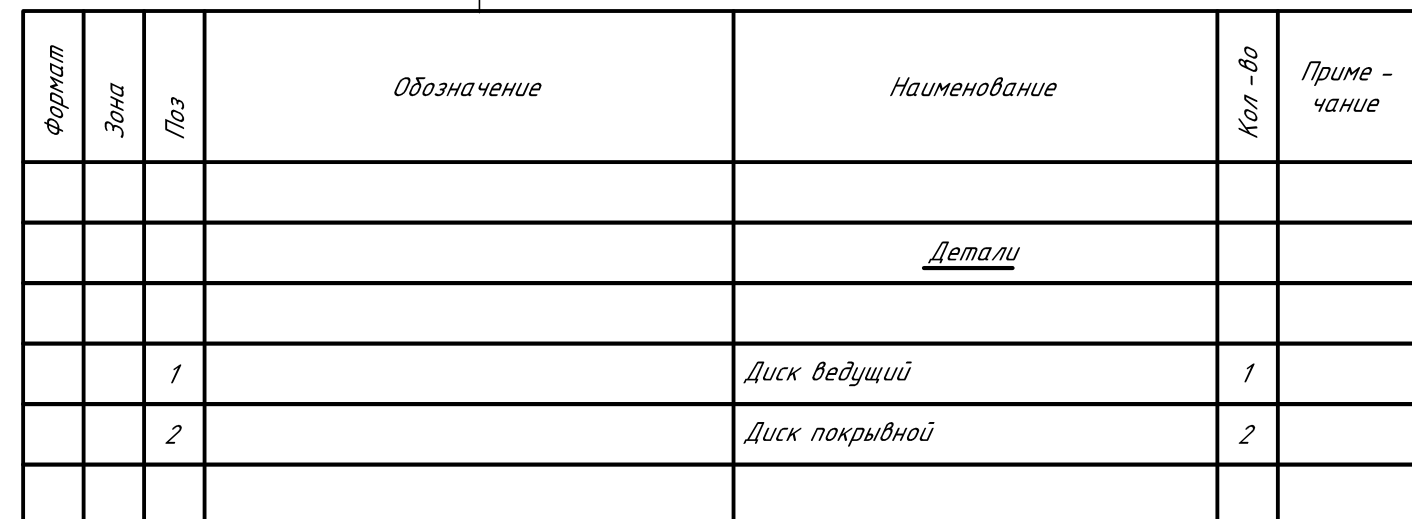 Формат
Зона
Поз
Обозначение
Наименование
Кол -во
Приме -
чание
Детали
1 Диск ведущий 1
2 Диск покрывной 2